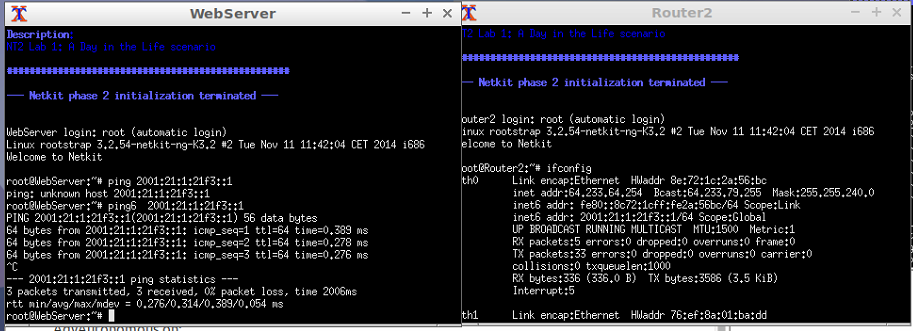 WebServer
Description:
NT2 Lab 1: A Day in the Life scenario
##################################################
--- Netkit phase 2 initialization terminated ---
WebServer login: root (automatic login)
Linux rootstrap 3.2.54-netkit-ng-K3.2 #2 Tue Nov 11 11:42:04 CET 2014 i686
Welcome to Netkit
root@WebServer:~# ping 2001:21:1:21f3::1
ping: unknown host 2001:21:1:21f3::1
root@WebServer:~# ping6  2001:21:1:21f3::1
PING 2001:21:1:21f3::1(2001:21:1:21f3::1) 56 data bytes
64 bytes from 2001:21:1:21f3::1: icmp_seq=1 ttl=64 time=0.389 ms
64 bytes from 2001:21:1:21f3::1: icmp_seq=2 ttl=64 time=0.278 ms
64 bytes from 2001:21:1:21f3::1: icmp_seq=3 ttl=64 time=0.276 ms
^C
--- 2001:21:1:21f3::1 ping statistics ---
3 packets transmitted, 3 received, 0% packet loss, time 2006ms
rtt min/avg/max/mdev = 0.276/0.314/0.389/0.054 ms
root@WebServer:~#
Router2
NT2 Lab 1: A Day in the Life scenario
##################################################
--- Netkit phase 2 initialization terminated ---
outer2 login: root (automatic login)
inux rootstrap 3.2.54-netkit-ng-K3.2 #2 Tue Nov 11 11:42:04 CET 2014 i686
elcome to Netkit
oot@Router2:~# ifconfig
th0 Link encap:Ethernet HWaddr 8e:72:1c:2a:56:bc
inet addr:64.233.64.254 Bcast:64.233.79.255 Mask:255.255.240.0
inet6 addr: fe80::8c72:1cff:fe2a:56bc/64 Scope:Link
inet6 addr: 2001:21:1:21f3::1/64 Scope:Global
UP BROADCAST RUNNING MULTICAST MTU:1500 Metric:1
RX packets:5 errors:0 dropped:0 overruns:0 frame:0
TX packets:33 errors:0 dropped:0 overruns:0 carrier:0
collisions:0 txqueuelen:1000
RX bytes:336 (336.0 B) TX bytes:3586 (3.5 KiB)
Interrupt:5
th1 Link encap:Ethernet HWaddr 76:ef:8a:01:ba:dd